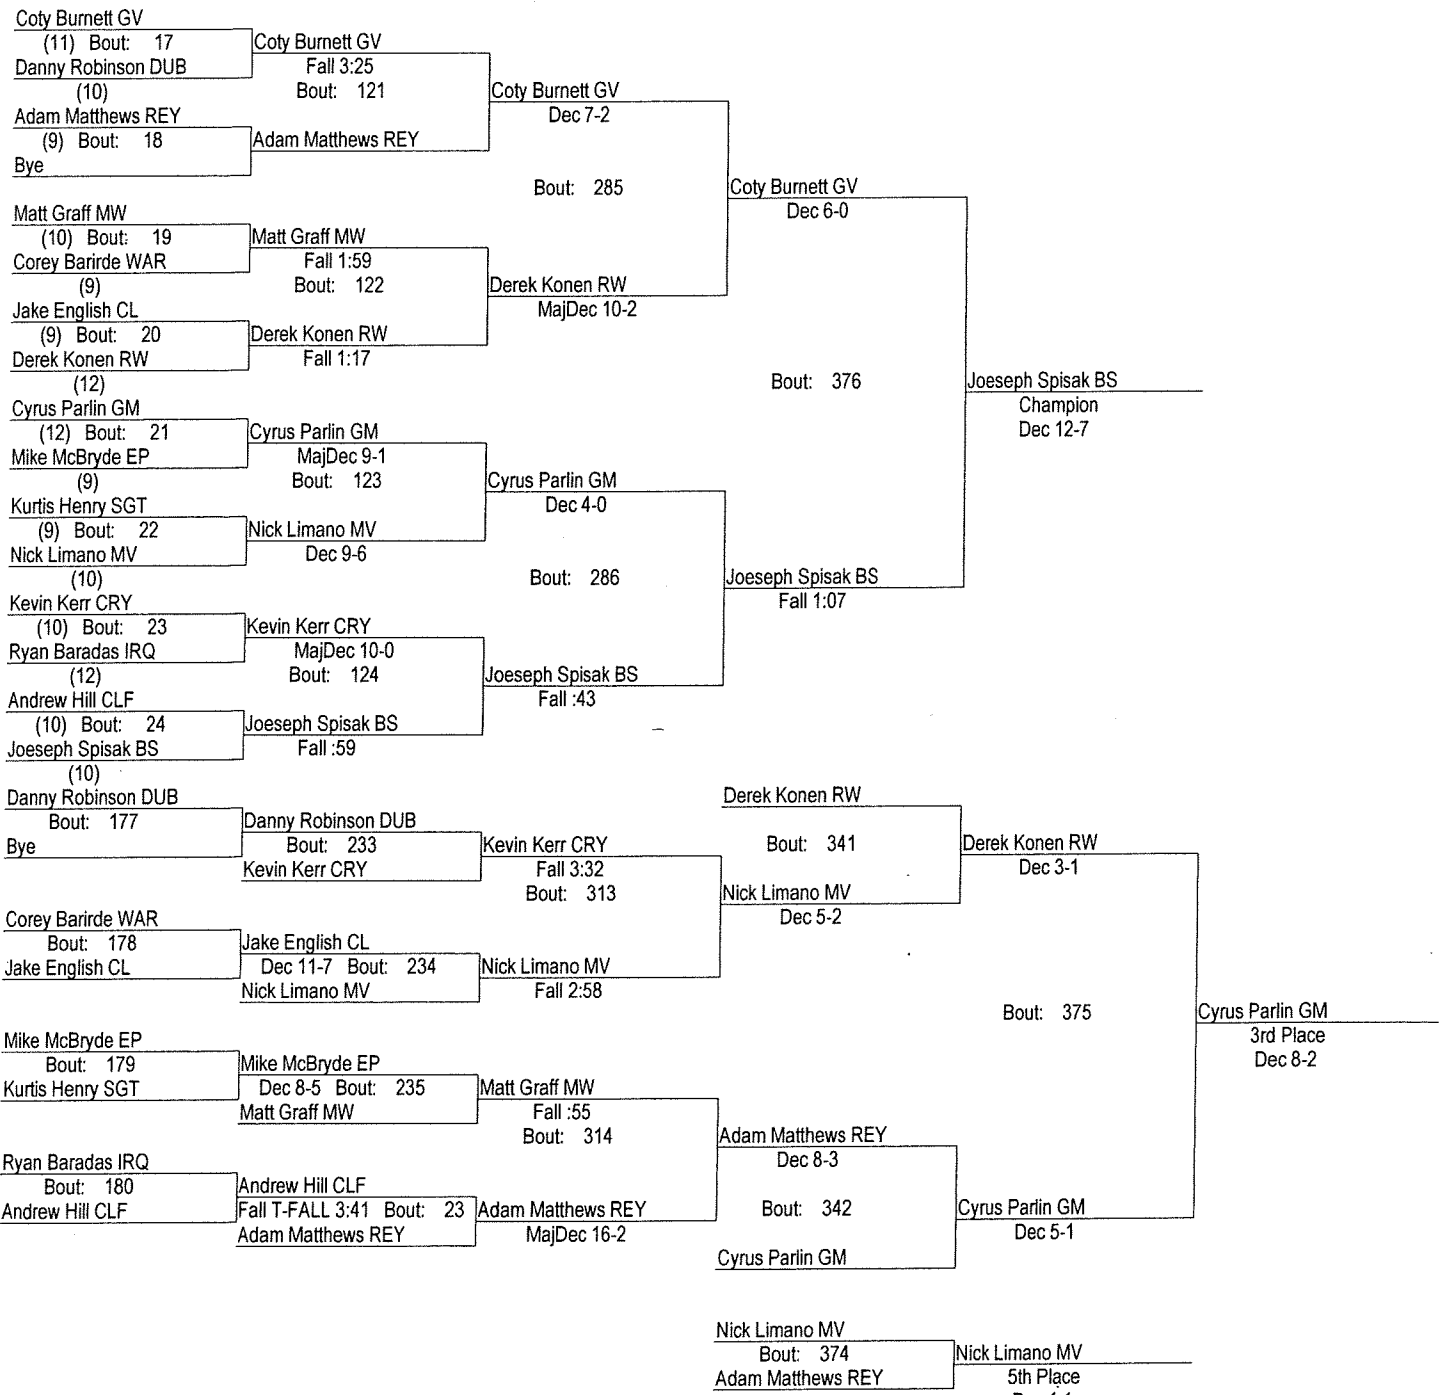 Coty Burnett GV
(11) Bout: 17
Danny Robinson DUB
(10)
Adam Matthews REY
(9) Bout: 18
Bye
Matt Graff MW
(10) Bout: 19
Corey Barirde WAR
(9)
Jake English CL
(9) Bout: 20
Derek Konen RW
(12)
Cyrus Parlin GM
(12) Bout: 21
Mike McBryde EP
(9)
Kurtis Henry SGT
(9) Bout: 22
Nick Limano MV
(10)
Kevin Kerr CRY
(10) Bout: 23
Ryan Baradas IRQ
(12)
Andrew Hill CLF
(10) Bout: 24
Joeseph Spisak BS
(10)
Coty Burnett GV
Fall 3:25
Bout: 121
Adam Matthews REY
Matt Graff MW
Fall 1:59
Bout: 122
Derek Konen RW
Fall 1:17
Cyrus Parlin GM
MajDec 9-1
Bout: 123
Nick Limano MV
Dec 9-6
Kevin Kerr CRY
MajDec 10-0
Bout: 124
Joeseph Spisak BS
Fall :59
Coty Burnett GV
Dec 7-2
Bout: 285
Derek Konen RW
MajDec 10-2
Cyrus Parlin GM
Dec 4-0
Bout: 286
Joeseph Spisak BS
Fall :43
Coty Burnett GV
Dec 6-0
Bout: 376
Joeseph Spisak BS
Fall 1:07
Joeseph Spisak BS
Champion
Dec 12-7
Danny Robinson DUB
Bout: 177
Bye
Corey Barirde WAR
Bout: 178
Jake English CL
Mike McBryde EP
Bout: 179
Kurtis Henry SGT
Ryan Baradas IRQ
Bout: 180
Andrew Hill CLF
Danny Robinson DUB
Bout: 233
Kevin Kerr CRY
Jake English CL
Dec 11-7 Bout: 234
Nick Limano MV
Mike McBryde EP
Dec 8-5 Bout: 235
Matt Graff MW
Andrew Hill CLF
Fall T-FALL 3:41 Bout: 23
Adam Matthews REY
Kevin Kerr CRY
Fall 3:32
Bout: 313
Nick Limano MV
Fall 2:58
Matt Graff MW
Fall :55
Bout: 314
Adam Matthews REY
MajDec 16-2
Derek Konen RW
Bout: 341
Nick Limano MV
Dec 5-2
Adam Matthews REY
Dec 8-3
Bout: 342
Cyrus Parlin GM
Derek Konen RW
Dec 3-1
Bout: 375
Cyrus Parlin GM
Dec 5-1
Cyrus Parlin GM
3rd Place
Dec 8-2
Nick Limano MV
Bout: 374
Adam Matthews REY
Nick Limano MV
5th Place